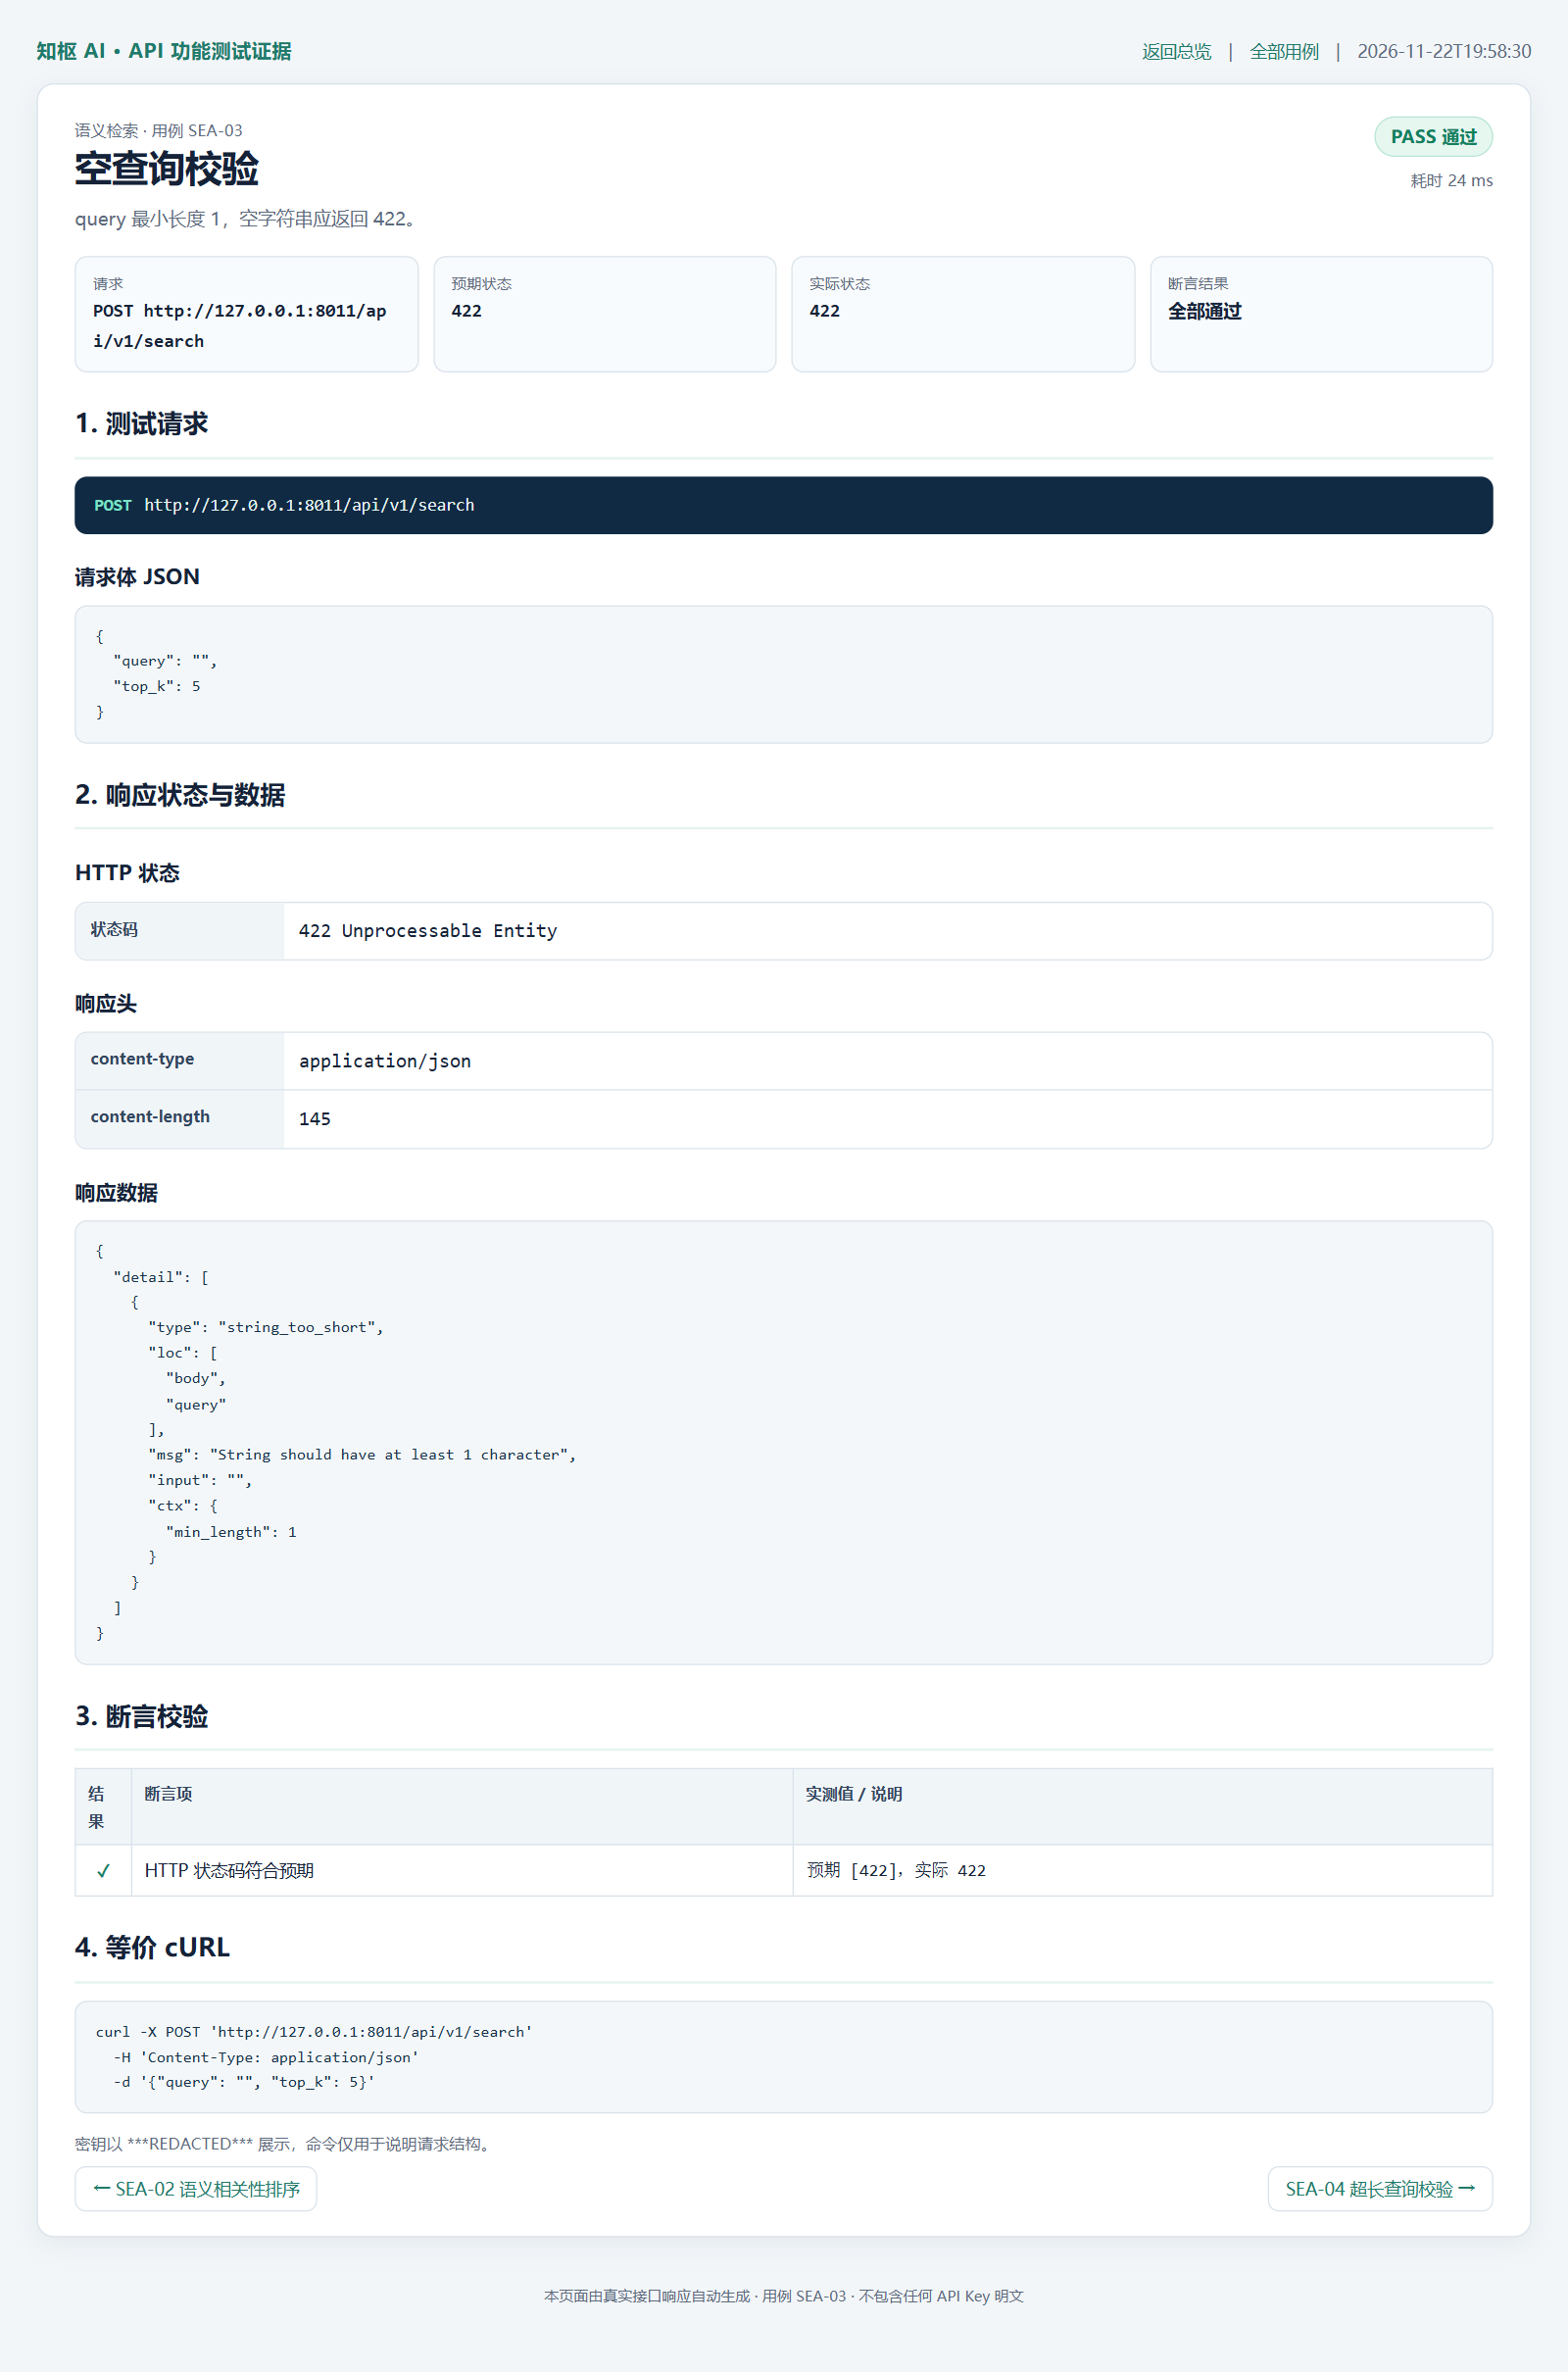 知枢 AI · API 功能测试证据
返回总览 | 全部用例 | 2026-11-22T19:58:30
语义检索 · 用例 SEA-03
空查询校验
PASS 通过
耗时 24 ms
query 最小长度 1，空字符串应返回 422。
请求
POST http://127.0.0.1:8011/ap
i/v1/search
预期状态
422
实际状态
422
断言结果
全部通过
1. 测试请求
POST http://127.0.0.1:8011/api/v1/search
请求体 JSON
{
  "query": "",
  "top_k": 5
}
2. 响应状态与数据
HTTP 状态
状态码 422 Unprocessable Entity
响应头
content-type application/json
content-length 145
响应数据
{
  "detail": [
    {
      "type": "string_too_short",
      "loc": [
        "body",
        "query"
      ],
      "msg": "String should have at least 1 character",
      "input": "",
      "ctx": {
        "min_length": 1
      }
    }
  ]
}
3. 断言校验
结
果
断言项
实测值 / 说明
✓ HTTP 状态码符合预期 预期 [422]，实际 422
4. 等价 cURL
curl -X POST 'http://127.0.0.1:8011/api/v1/search'
  -H 'Content-Type: application/json'
  -d '{"query": "", "top_k": 5}'
密钥以 ***REDACTED*** 展示，命令仅用于说明请求结构。
← SEA-02 语义相关性排序
SEA-04 超长查询校验 →
本页面由真实接口响应自动生成 · 用例 SEA-03 · 不包含任何 API Key 明文